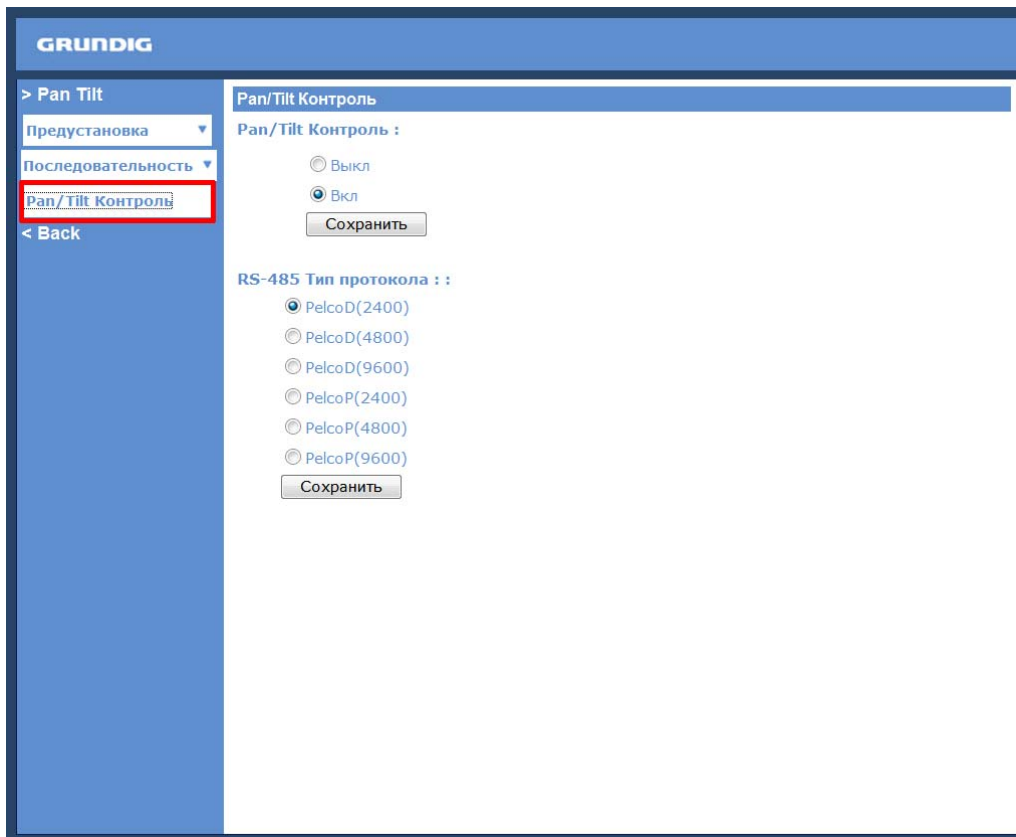 GRUNDIG
> Pan Tilt
Предустановка
Последовательность
Pan/Tilt Контроль
< Back
Pan/Tilt Контроль
Pan/Tilt Контроль :
Выкл
Вкл
Сохранить
RS-485 Тип протокола : :
PelcoD(2400)
PelcoD(4800)
PelcoD(9600)
PelcoP(2400)
PelcoP(4800)
PelcoP(9600)
Сохранить